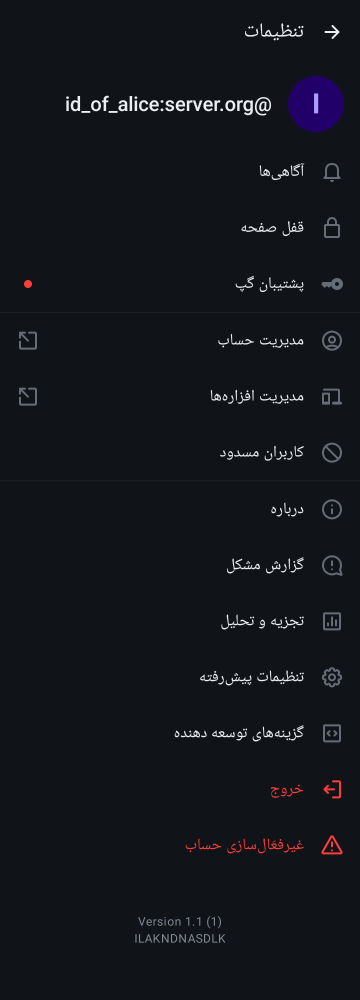 تنظیمات
I
id_of_alice:server.org@
آگاهی‌ها
قفل صفحه
پشتیبان گپ
مدیریت حساب
مدیریت افزاره‌ها
کاربران مسدود
درباره
گزارش مشکل
تجزیه و تحلیل
تنظیمات پیش‌رفته
گزینه‌های توسعه دهنده
خروج
غیرفغال‌سازی حساب
Version 1.1 (1)
ILAKNDNASDLK